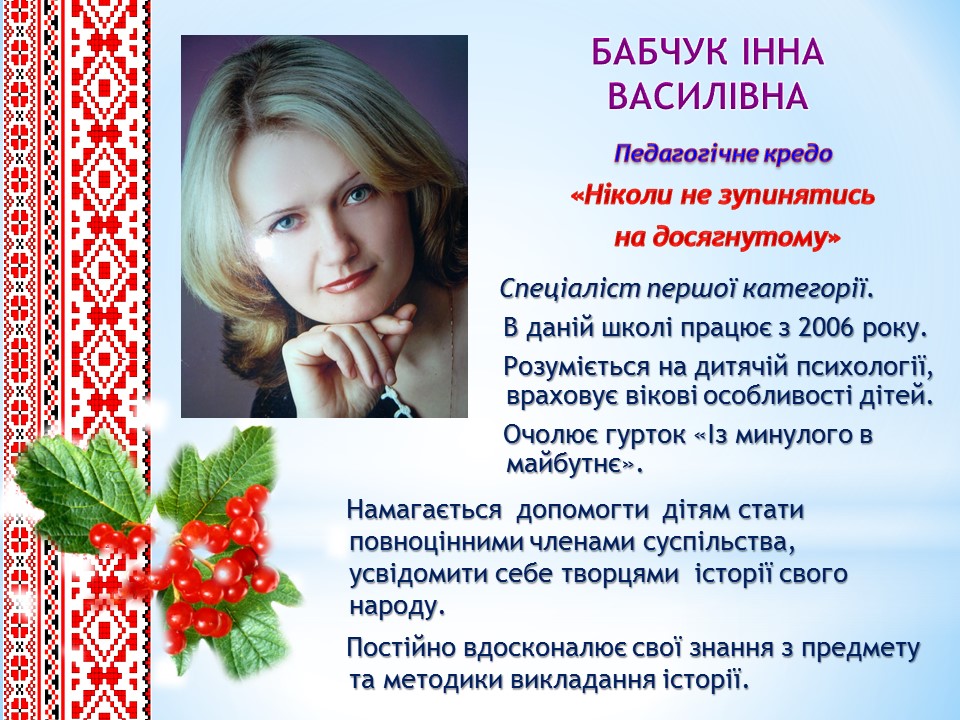 БАБЧУК ІННА
ВАСИЛІВНА
Педагогічне кредо
«Ніколи не зупинятись
на досягнутому»
Спеціаліст першої категорії.
В даній школі працює з 2006 року.
Розуміється на дитячій психології,
враховує вікові особливості дітей.
Очолює гурток «Із минулого в
майбутнє».
Намагається допомогти дітям стати
повноцінними членами суспільства,
усвідомити себе творцями історії свого
народу.
Постійно вдосконалює свої знання з предмету
та методики викладання історії.